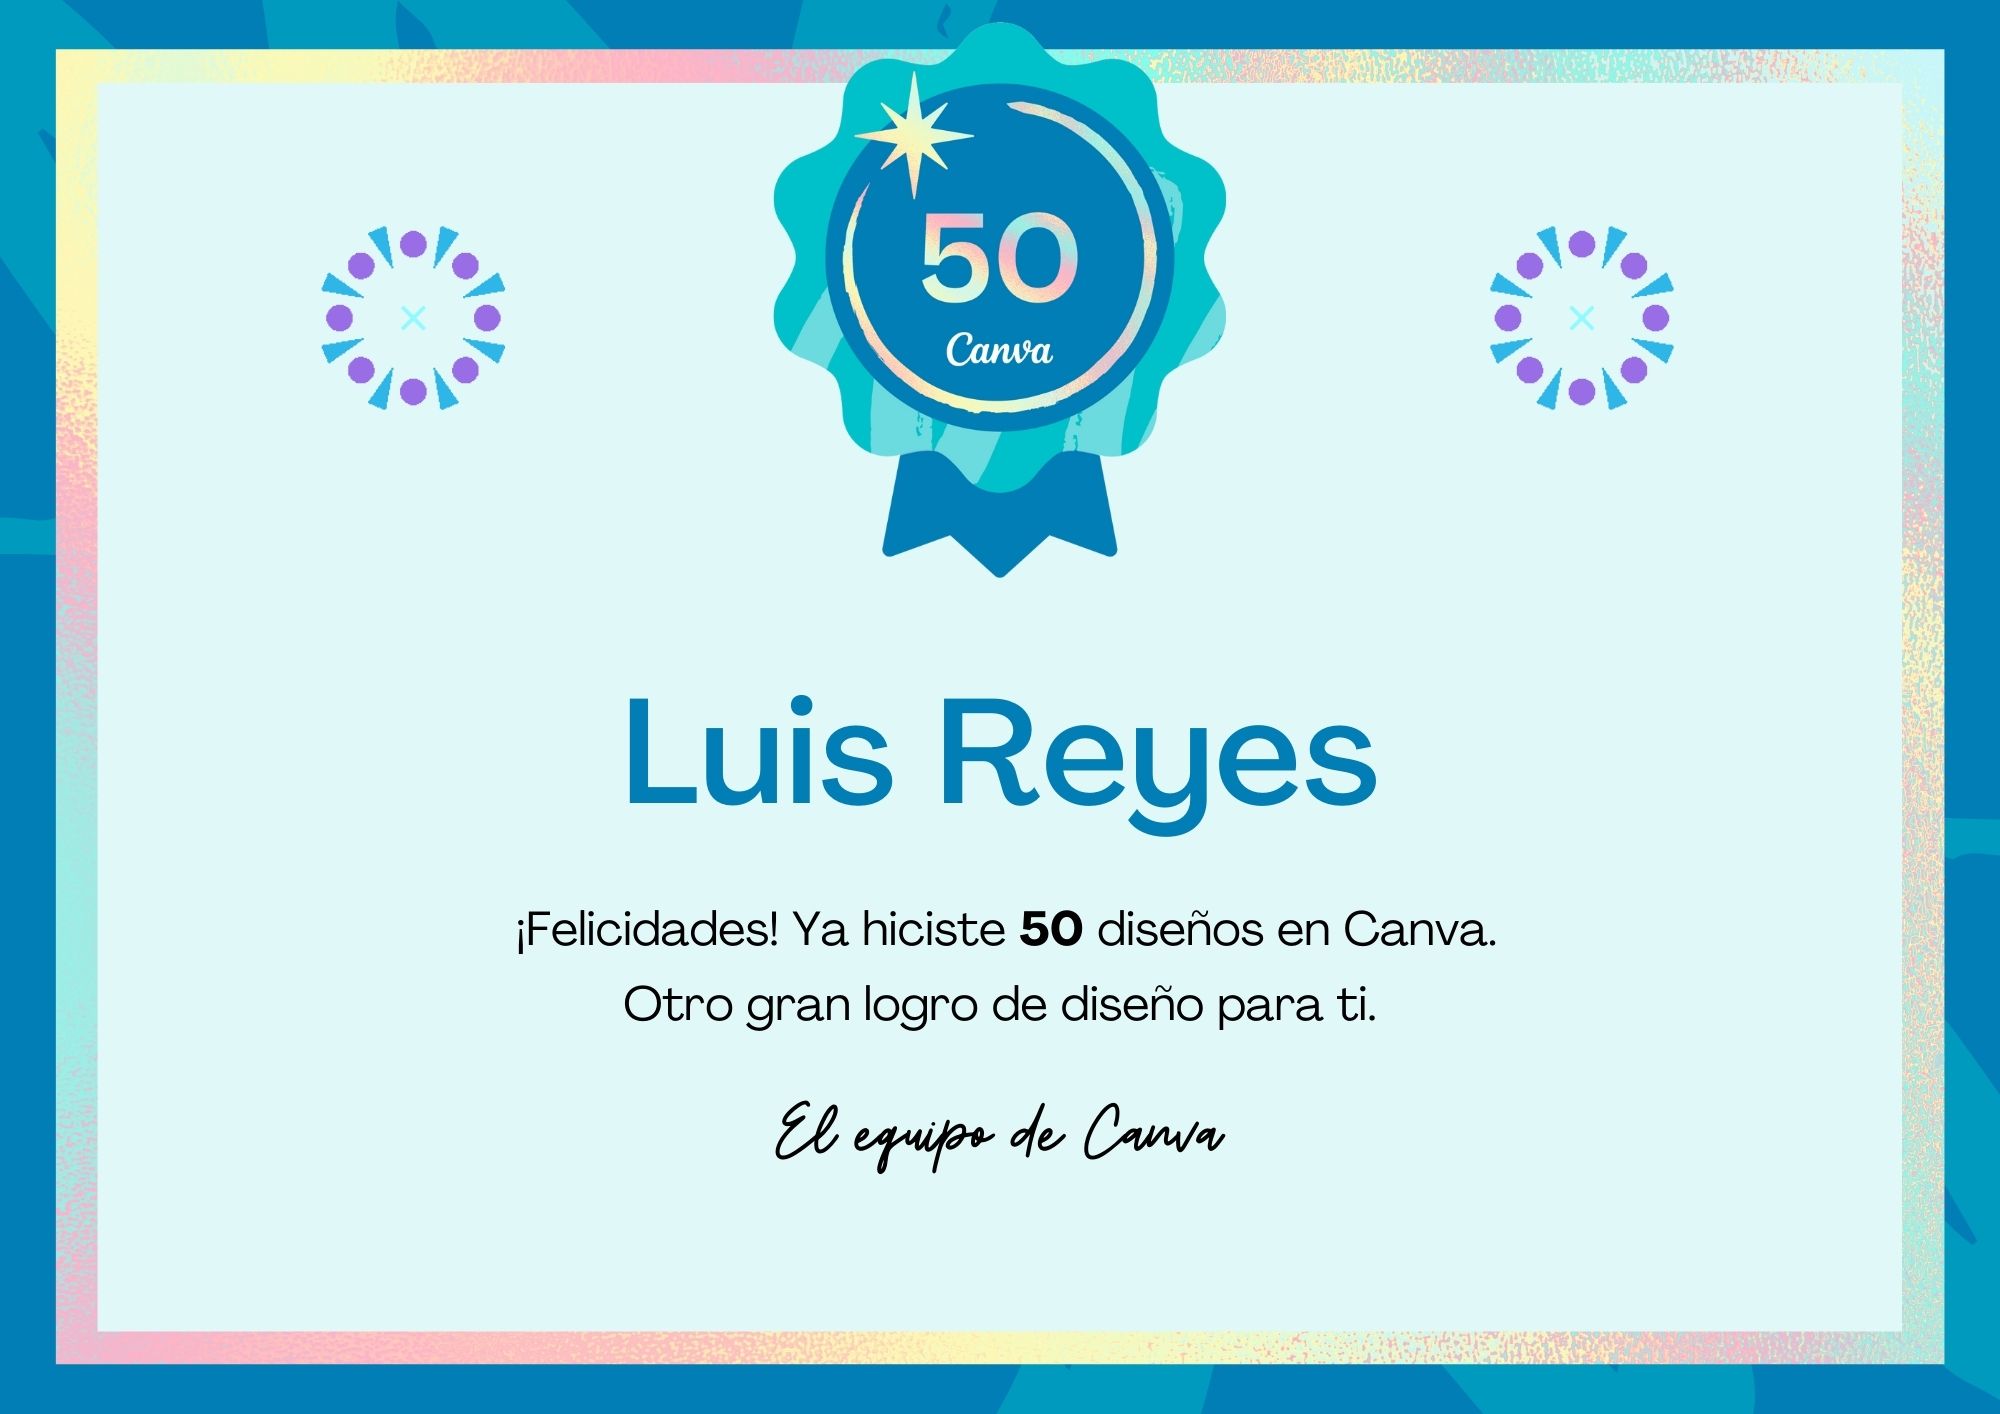 50
Canva
Luis Reyes
¡Felicidades! Ya hiciste 50 diseños en Canva.
Otro gran logro de diseño para ti.
El equipo de Canva